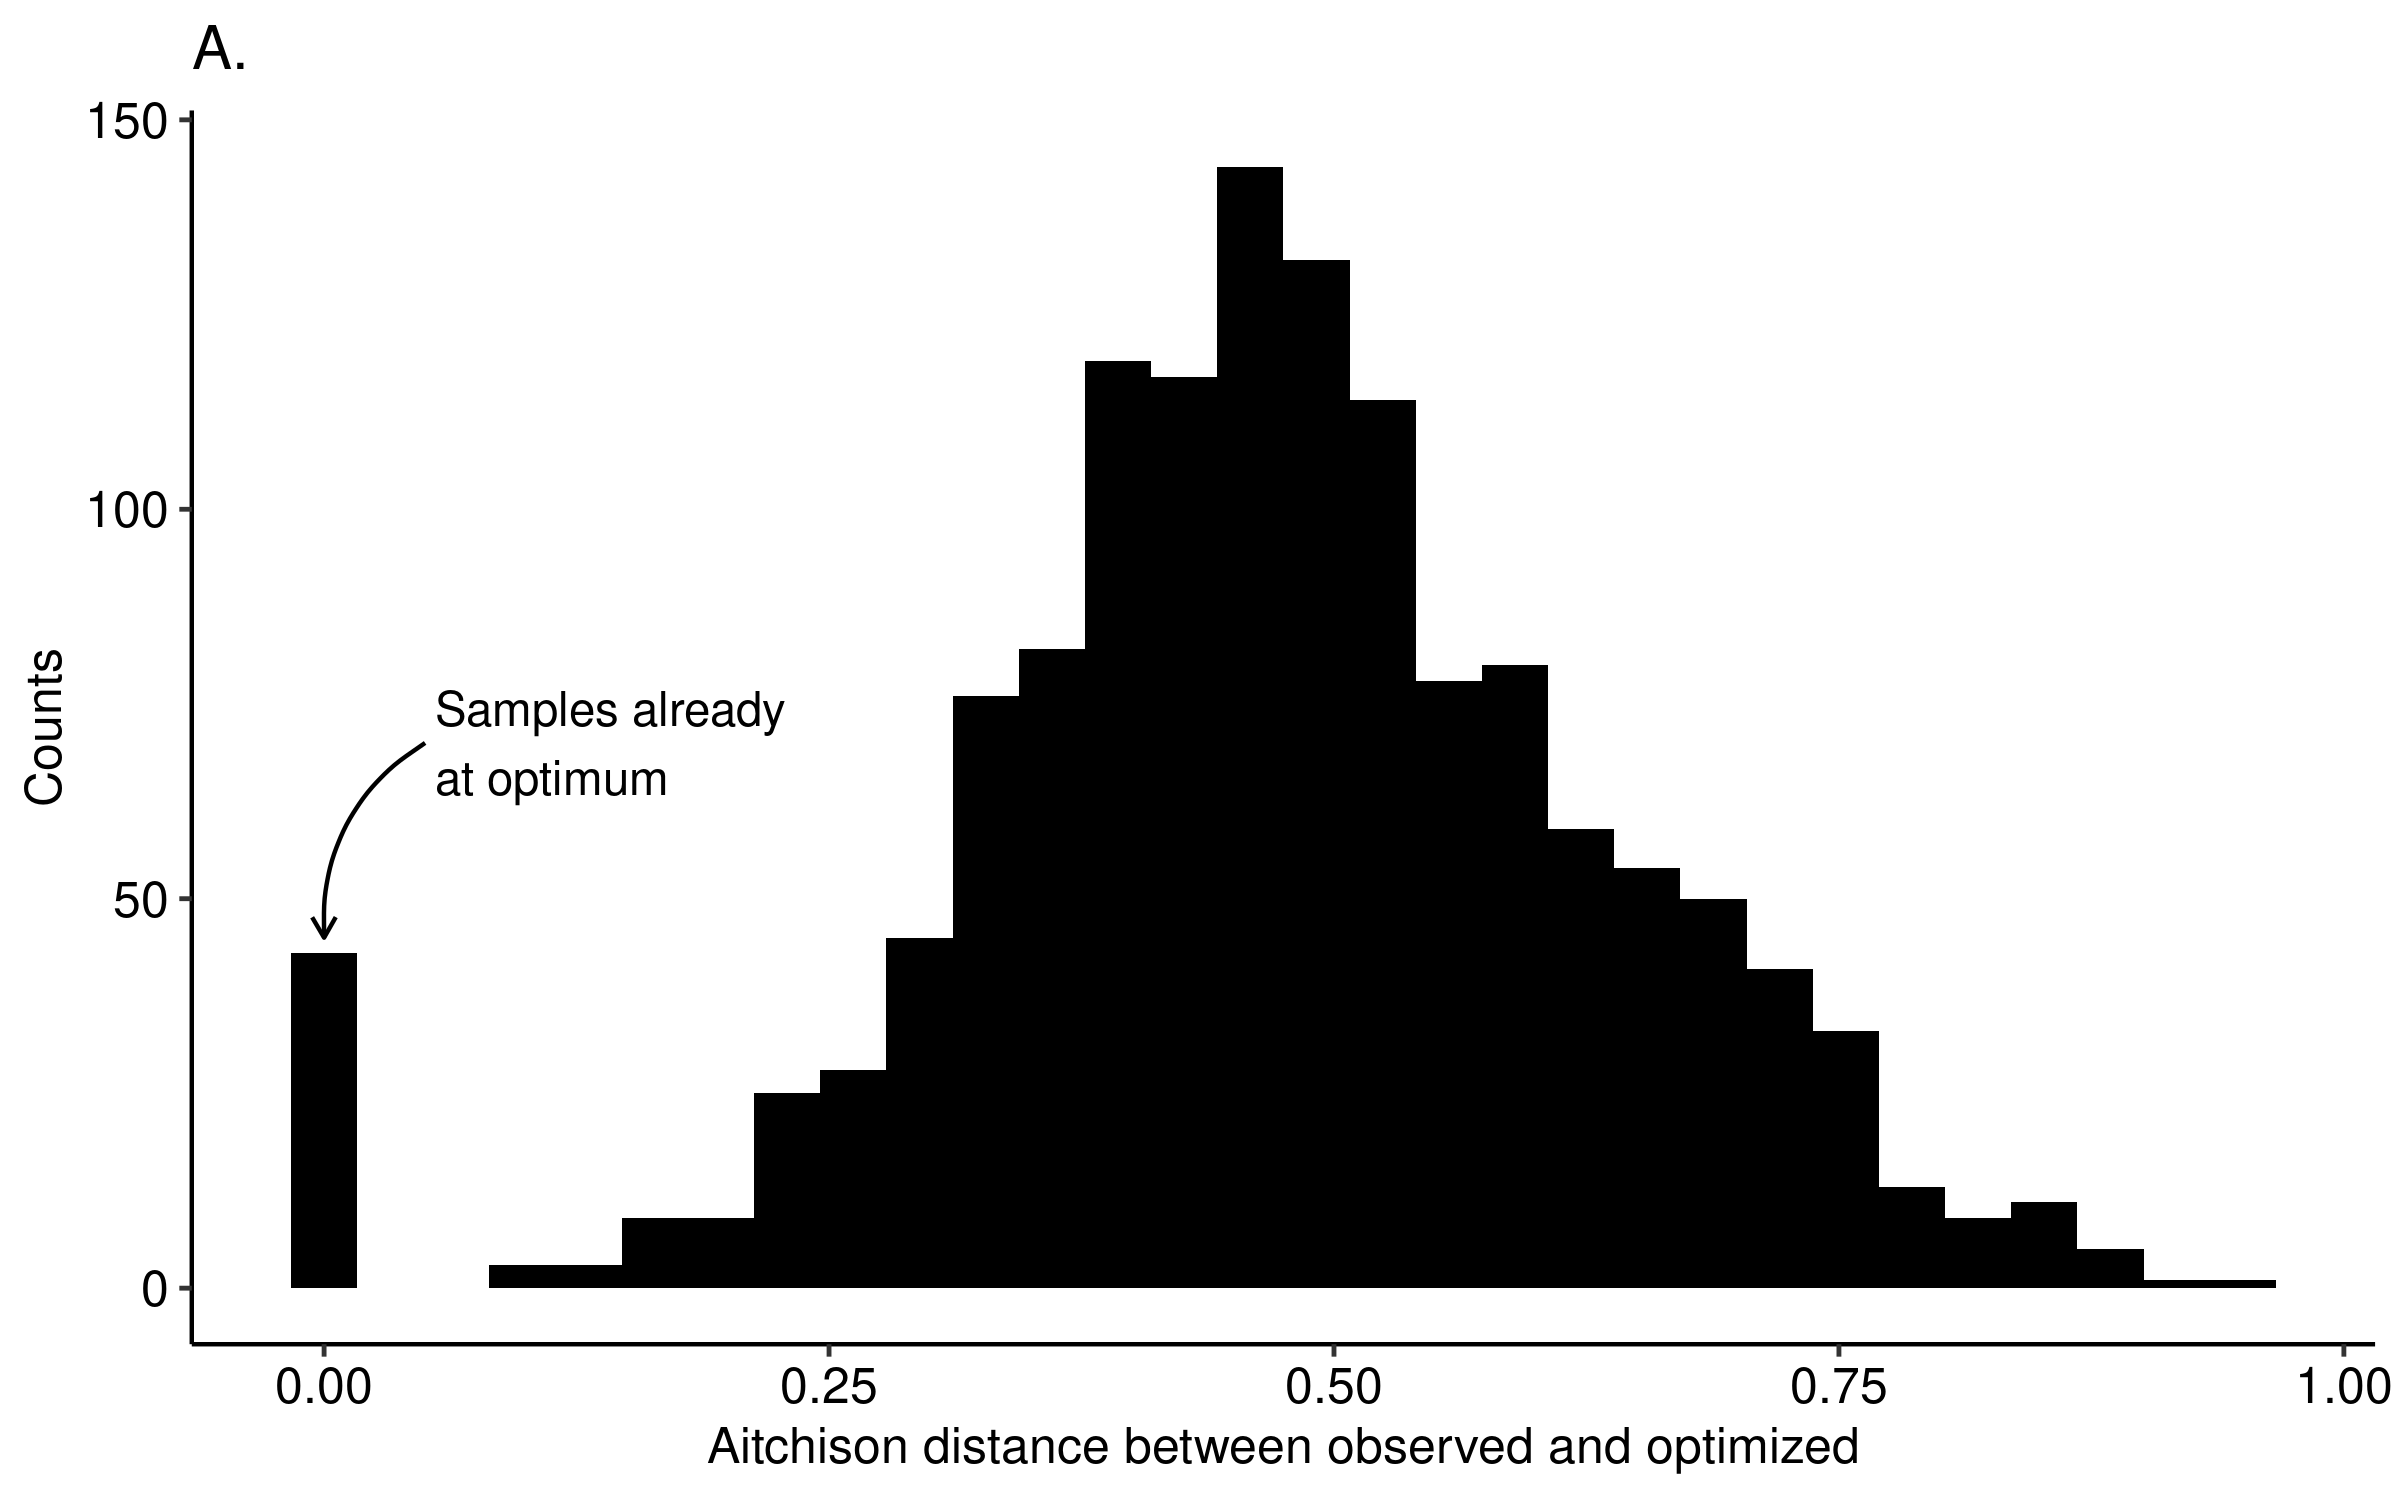 A.
150
100
50
0
Counts
Samples already
at optimum
0.00 0.25 0.50 0.75 1.00
Aitchison distance between observed and optimized